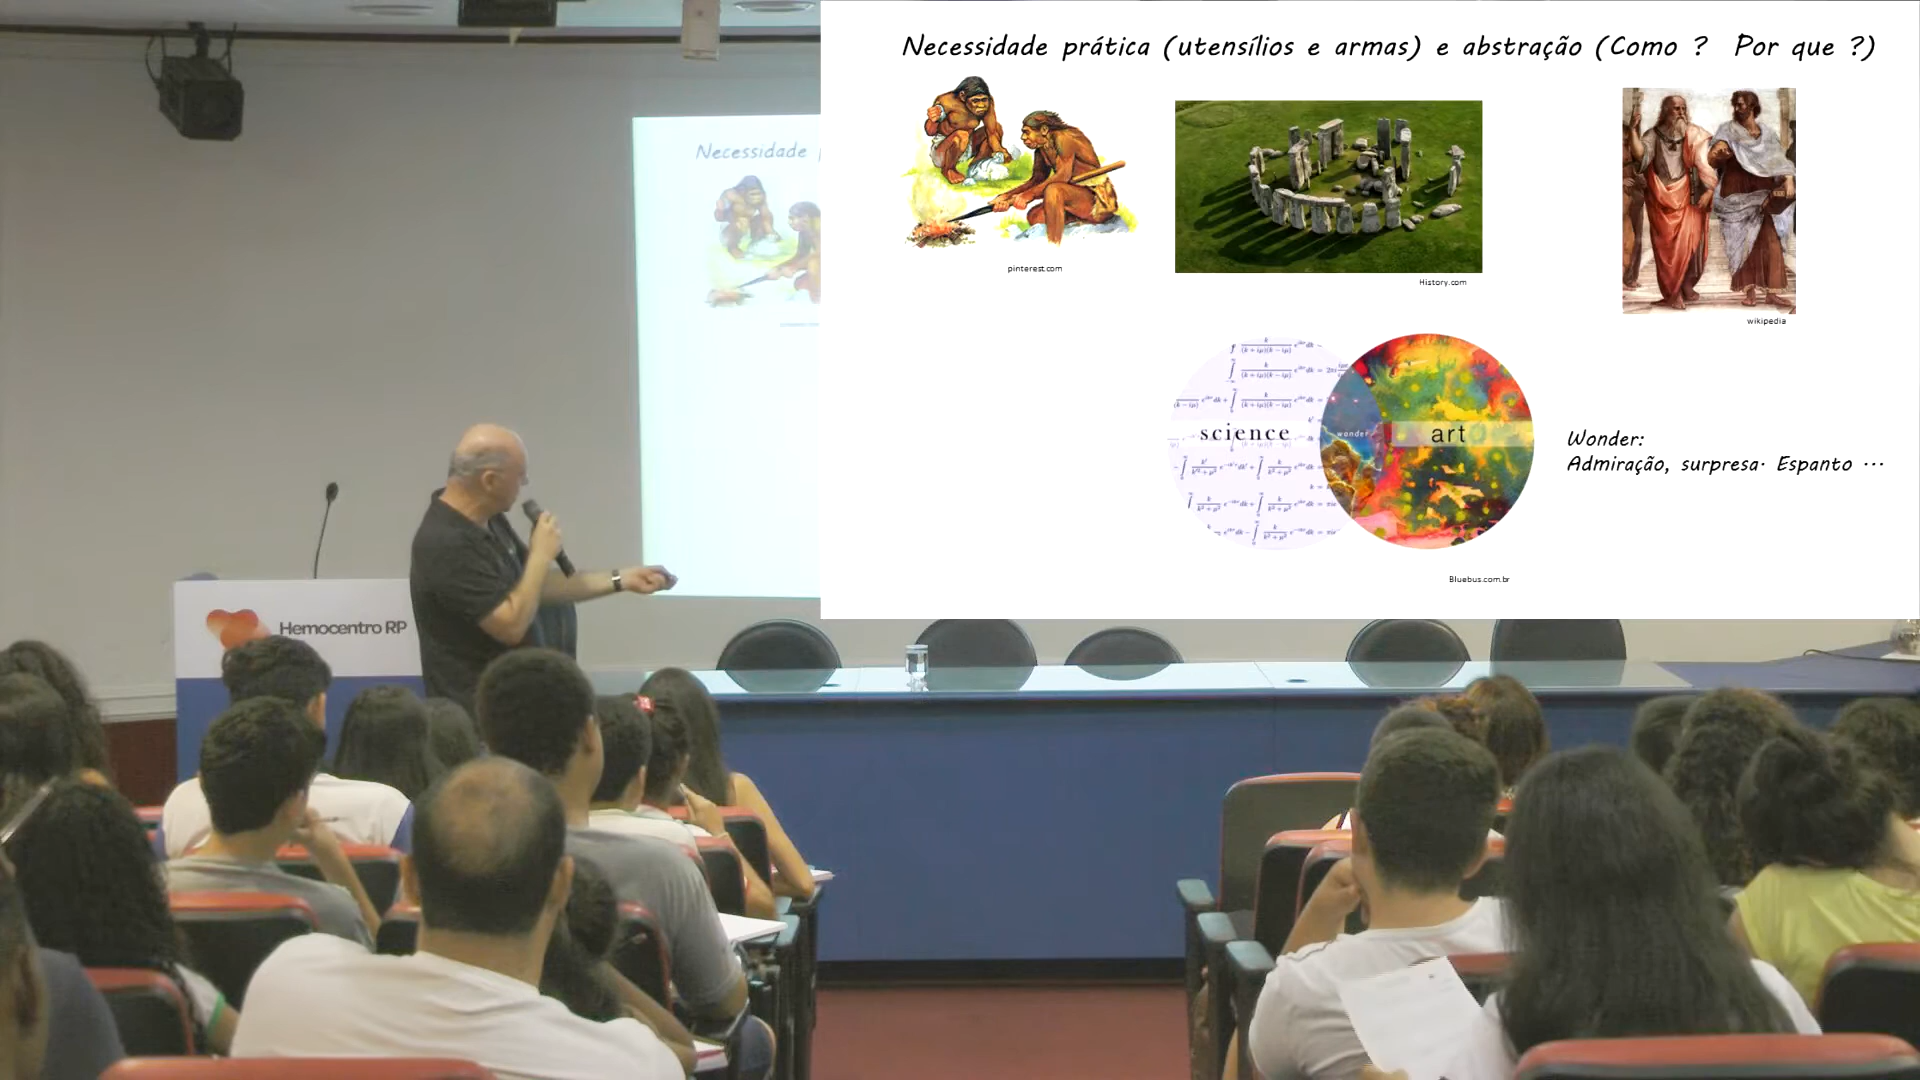 Necessidade prática (utensílios e armas) e abstração (Como ? Por que ?)
Necessidade
pinterest.com
History.com
wikipedia
science
wonder
art
Wonder:
Admiração, surpresa. Espanto ...
Bluebus.com.br
Hemocentro RP